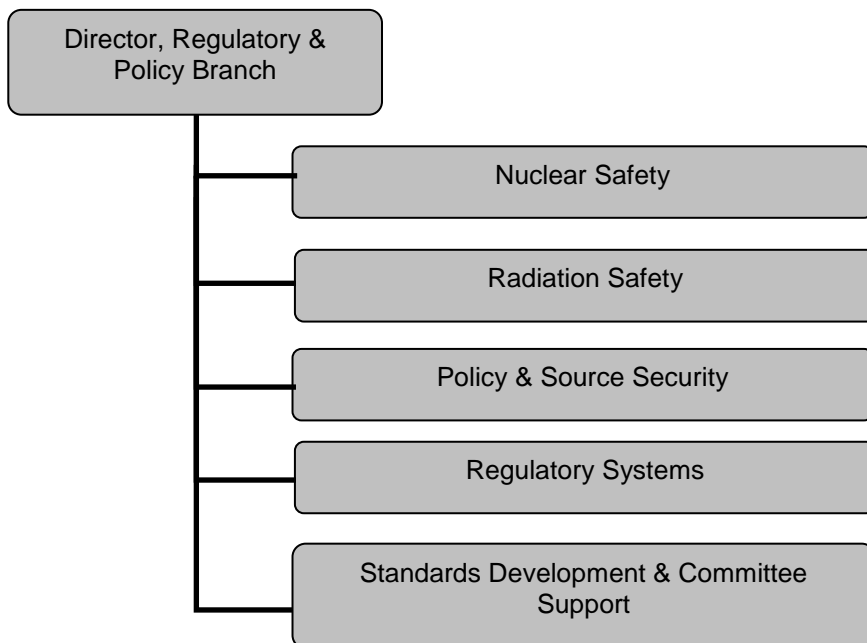 Director, Regulatory &
Policy Branch
Nuclear Safety
Radiation Safety
Policy & Source Security
Regulatory Systems
Standards Development & Committee
Support